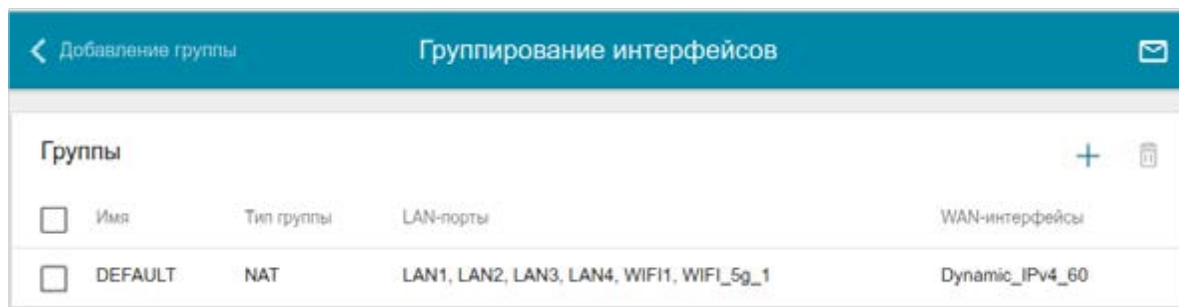 Добавление группы Группирование интерфейсов
Группы
Имя Тип группы LAN-порты WAN-интерфейсы
DEFAULT NAT LAN1, LAN2, LAN3, LAN4, WIFI1, WIFI_5g_1 Dynamic_IPv4_60